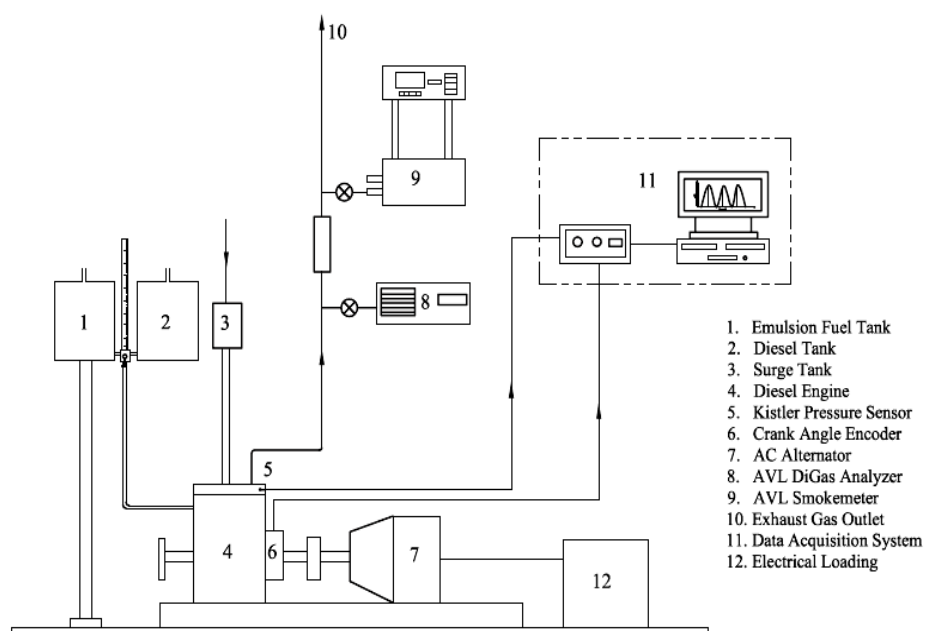 10
9
11
8
1
2
3
5
4
6
7
12
1. Emulsion Fuel Tank
2. Diesel Tank
3. Surge Tank
4. Diesel Engine
5. Kistler Pressure Sensor
6. Crank Angle Encoder
7. AC Alternator
8. AVL DiGas Analyzer
9. AVL Smokemeter
10. Exhaust Gas Outlet
11. Data Acquisition System
12. Electrical Loading